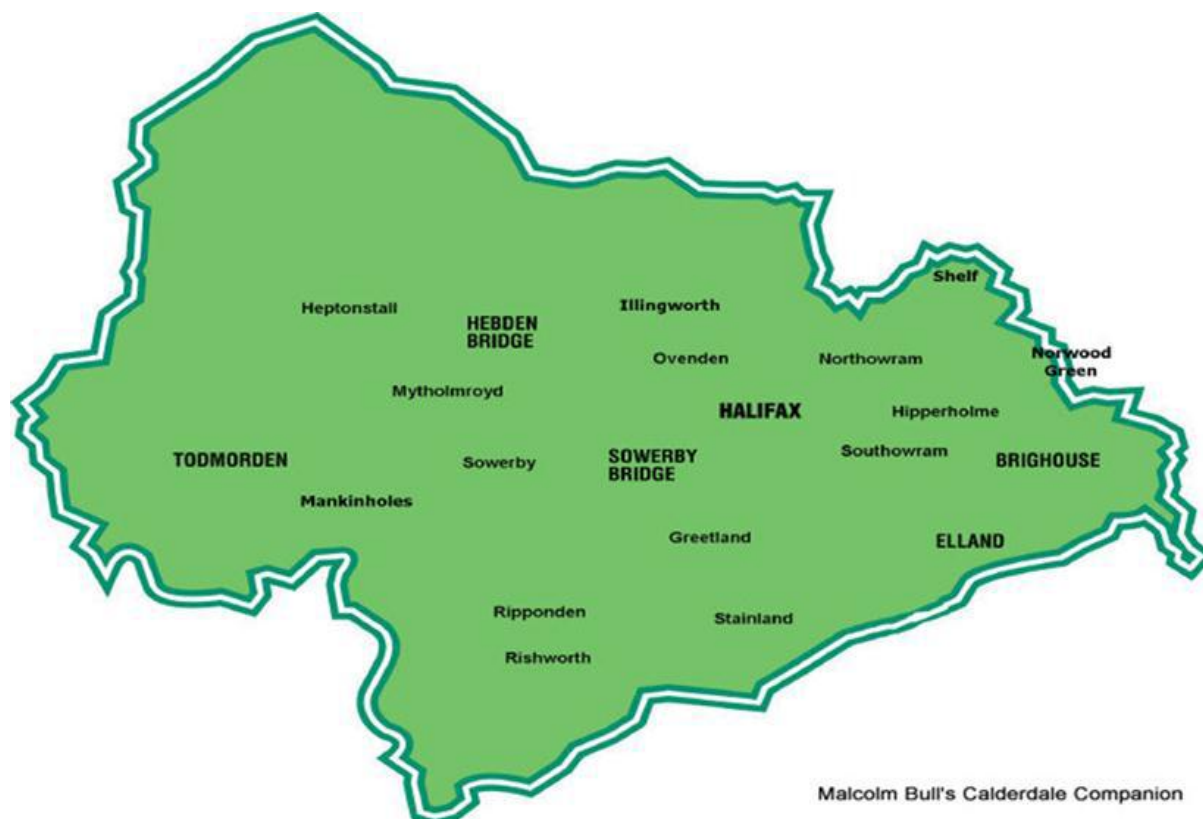 Shelf
Heptonstall
Illingworth
HEBDEN
BRIDGE
Ovenden
Northowram
Norwood
Green
Mytholmroyd
HALIFAX
Hipperholme
TODMORDEN
Sowerby
SOWERBY
BRIDGE
Southowram
BRIGHOUSE
Mankinholes
Greetland
ELLAND
Ripponden
Stainland
Rishworth
Malcolm Bull's Calderdale Companion